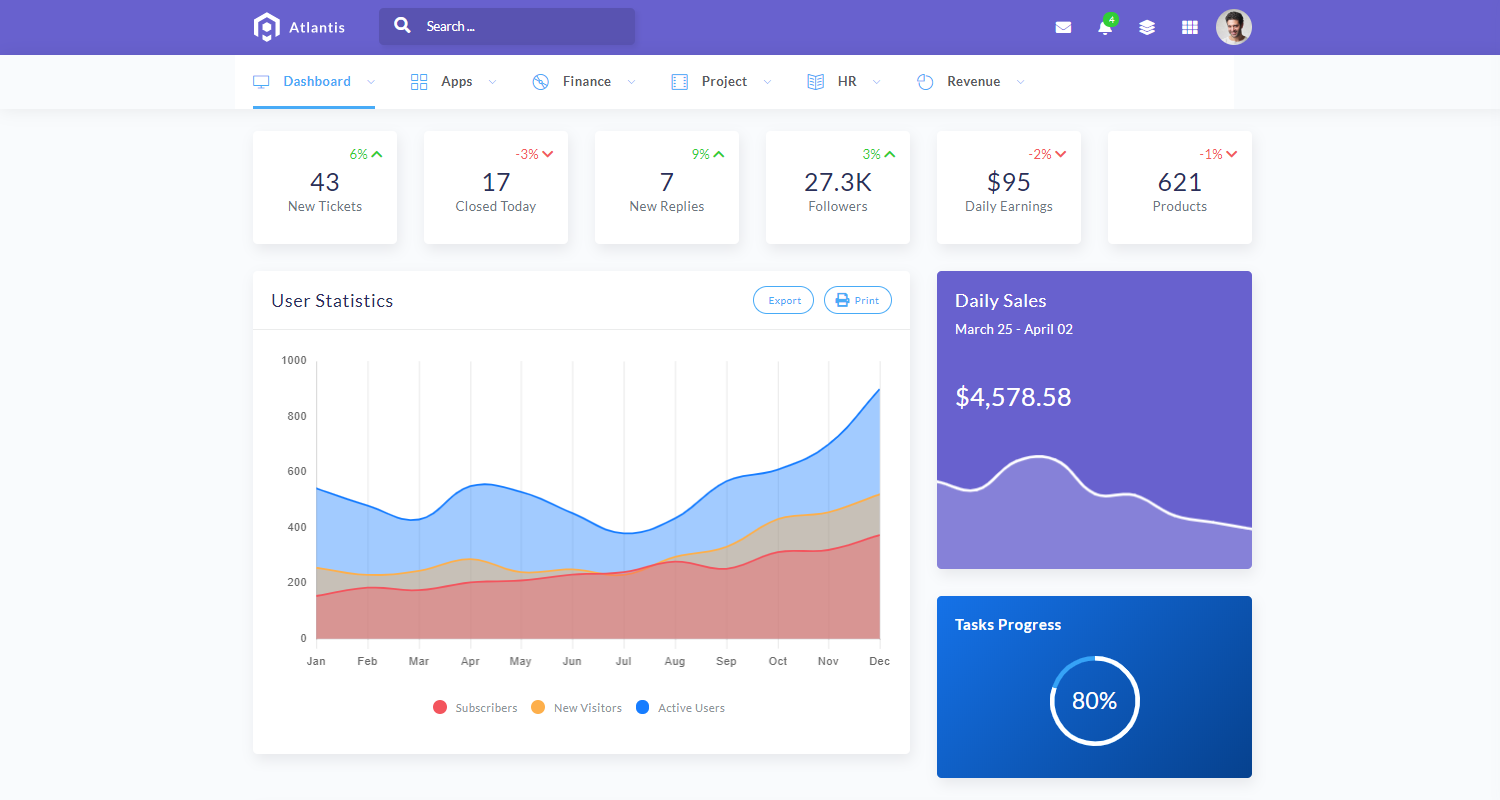 Atlantis
Search ...
4
Dashboard
Apps
Finance
Project
HR
Revenue
6%
43
New Tickets
-3%
17
Closed Today
9%
7
New Replies
3%
27.3K
Followers
-2%
$95
Daily Earnings
-1%
621
Products
User Statistics
Export
Print
1000
800
600
400
200
0
Jan Feb Mar Apr May Jun Jul Aug Sep Oct Nov Dec
Subscribers New Visitors Active Users
Daily Sales
March 25 - April 02
$4,578.58
Tasks Progress
80%